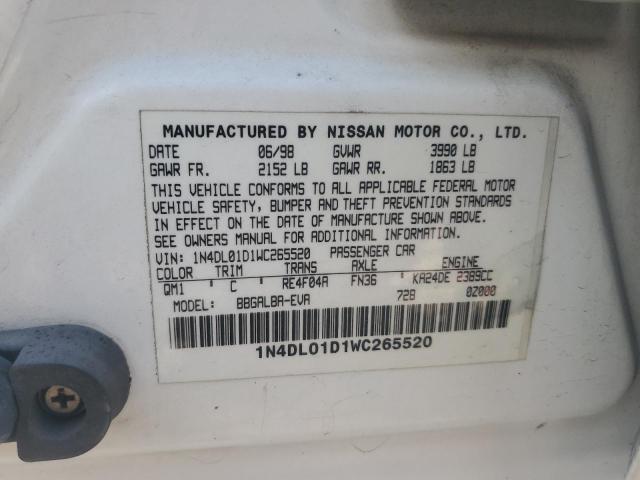 MANUFACTURED BY NISSAN MOTOR CO., LTD.
DATE 06/98 GVWR 3990 LB
GAWR FR. 2152 LB GAWR RR. 1863 LB
THIS VEHICLE CONFORMS TO ALL APPLICABLE FEDERAL MOTOR
VEHICLE SAFETY, BUMPER AND THEFT PREVENTION STANDARDS
IN EFFECT ON THE DATE OF MANUFACTURE SHOWN ABOVE.
SEE OWNERS MANUAL FOR ADDITIONAL INFORMATION.
VIN: 1N4DL01D1WC265520 PASSENGER CAR
COLOR TRIM TRANS AXLE ENGINE
QM1 C RE4F04A FN36 KA24DE 2389CC
MODEL: BBGALBA-EVA 728 0Z000
1N4DL01D1WC265520